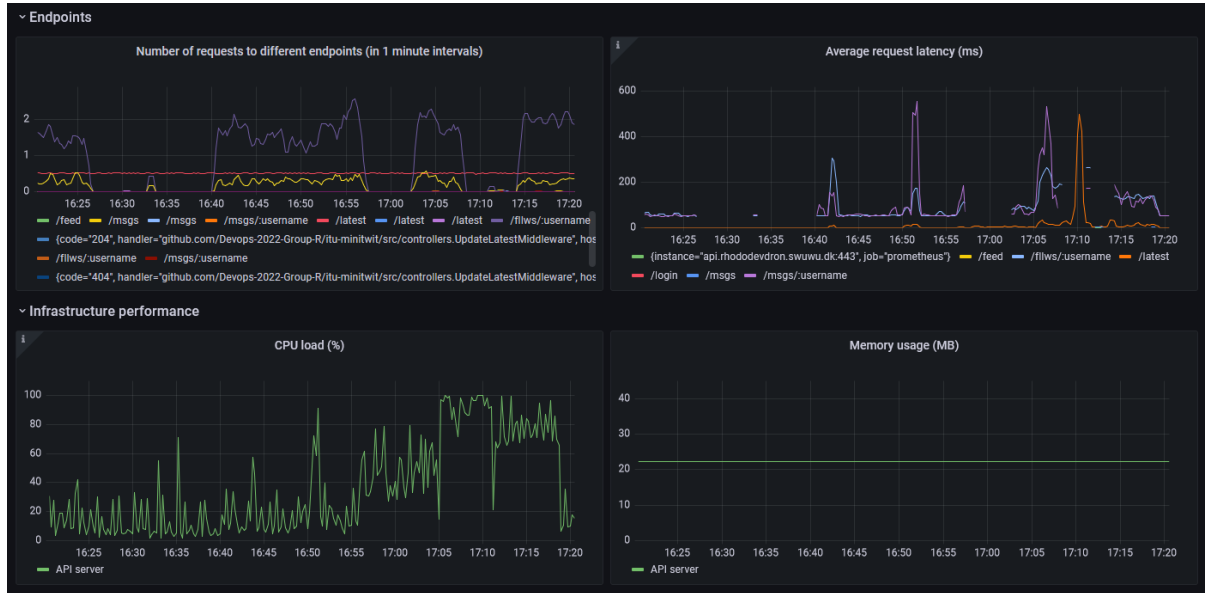 Endpoints
Number of requests to different endpoints (in 1 minute intervals)
2
1
0
16:25 16:30 16:35 16:40 16:45 16:50 16:55 17:00 17:05 17:10 17:15 17:20
/feed /msgs /msgs /msgs/:username /latest /latest /latest /fllws/:username
{code="204", handler="github.com/Devops-2022-Group-R/itu-minitwit/src/controllers.UpdateLatestMiddleware", hos
/fllws/:username /msgs/:username
{code="404", handler="github.com/Devops-2022-Group-R/itu-minitwit/src/controllers.UpdateLatestMiddleware", hos
i
Average request latency (ms)
600
400
200
0
16:25 16:30 16:35 16:40 16:45 16:50 16:55 17:00 17:05 17:10 17:15 17:20
{instance="api.rhododevdron.swuwu.dk:443", job="prometheus"} /feed /fllws/:username /latest
/login /msgs /msgs/:username
Infrastructure performance
i
CPU load (%)
100
80
60
40
20
0
16:25 16:30 16:35 16:40 16:45 16:50 16:55 17:00 17:05 17:10 17:15 17:20
API server
Memory usage (MB)
40
30
20
10
0
16:25 16:30 16:35 16:40 16:45 16:50 16:55 17:00 17:05 17:10 17:15 17:20
API server